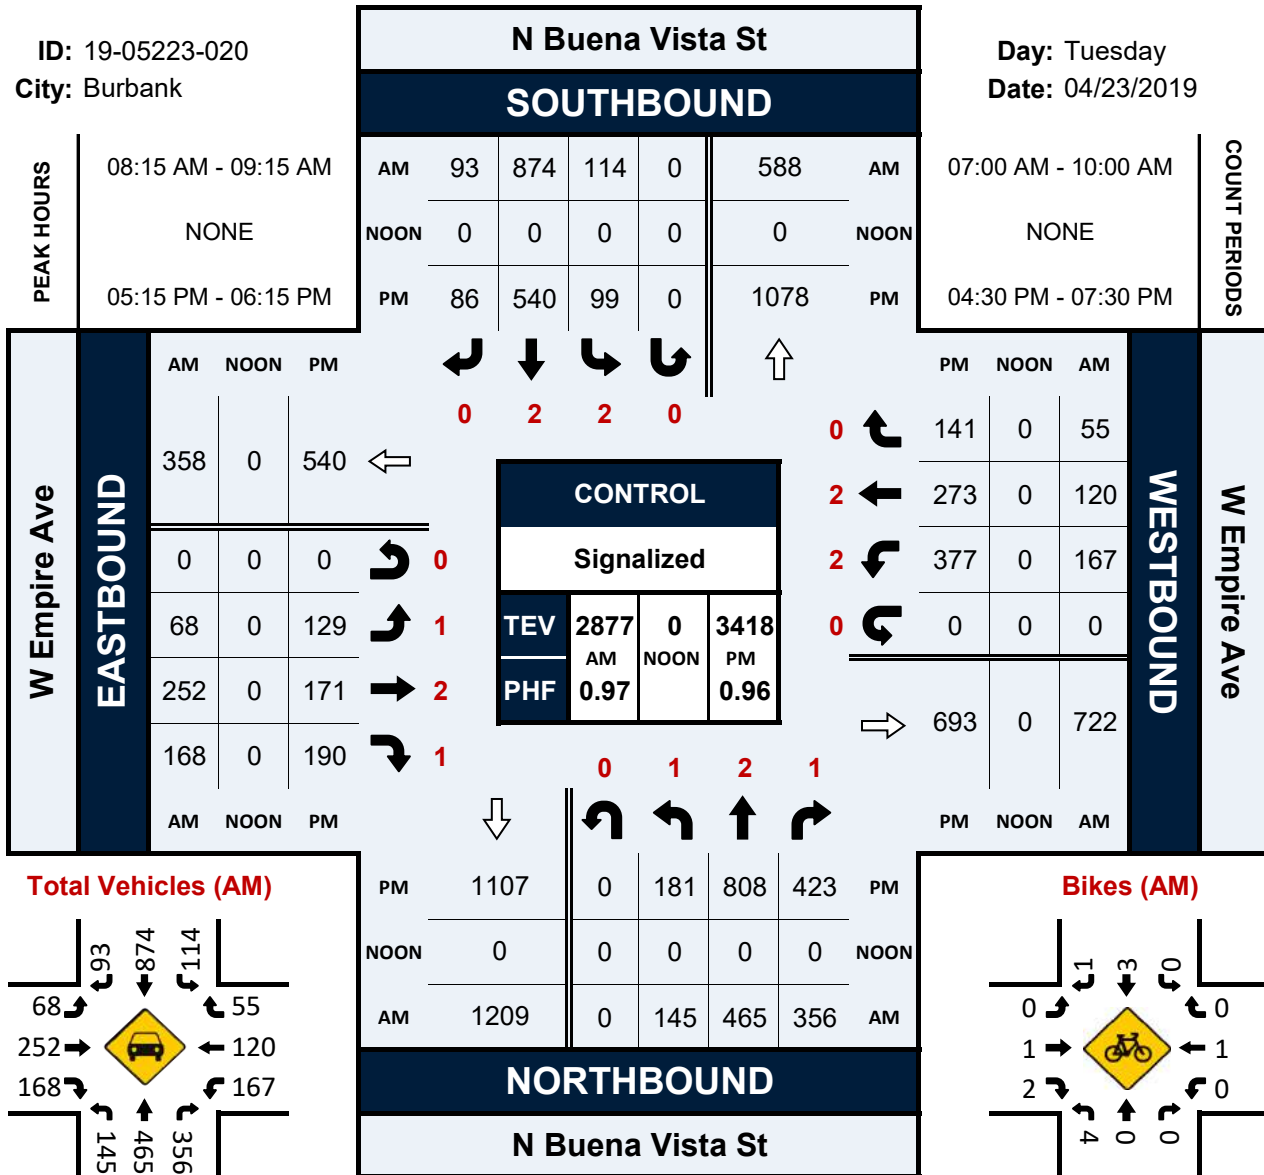 ID: 19-05223-020
City: Burbank
N Buena Vista St
SOUTHBOUND
Day: Tuesday
Date: 04/23/2019
PEAK HOURS
08:15 AM - 09:15 AM
NONE
05:15 PM - 06:15 PM
AM 93 874 114 0 588 AM
NOON 0 0 0 0 0 NOON
PM 86 540 99 0 1078 PM
07:00 AM - 10:00 AM
NONE
04:30 PM - 07:30 PM
COUNT PERIODS
0 2 2 0
W Empire Ave
EASTBOUND
AM NOON PM
358 0 540
0 0 0 0
68 0 129 1
252 0 171 2
168 0 190 1
AM NOON PM
CONTROL
Signalized
TEV 2877 0 3418
AM NOON PM
PHF 0.97 0.96
PM NOON AM
0 141 0 55
2 273 0 120
2 377 0 167
0 0 0 0
693 0 722
PM NOON AM
WESTBOUND
W Empire Ave
0 1 2 1
PM 1107 0 181 808 423 PM
NOON 0 0 0 0 0 NOON
AM 1209 0 145 465 356 AM
NORTHBOUND
N Buena Vista St
Total Vehicles (AM)
93 874 114
68 55
252 120
168 167
145 465 356
Bikes (AM)
1 3 0
0 0
1 1
2 0
4 0 0